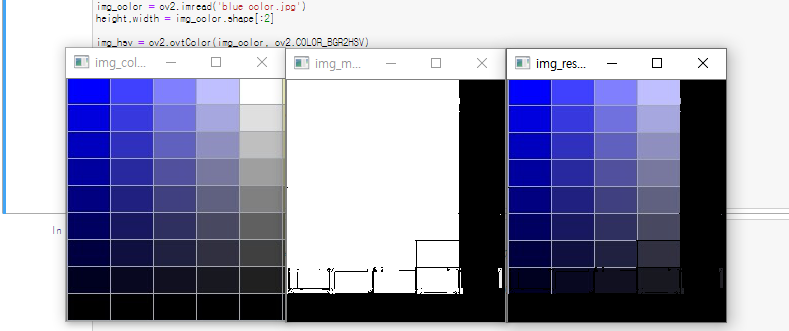 img_color = cv2.imread('blue color.jpg')
height,width = img_color.shape[:2]
img_hsv = cv2.cvtColor(img_color, cv2.COLOR_BGR2HSV)
img_col...
img_m...
img_res...
In